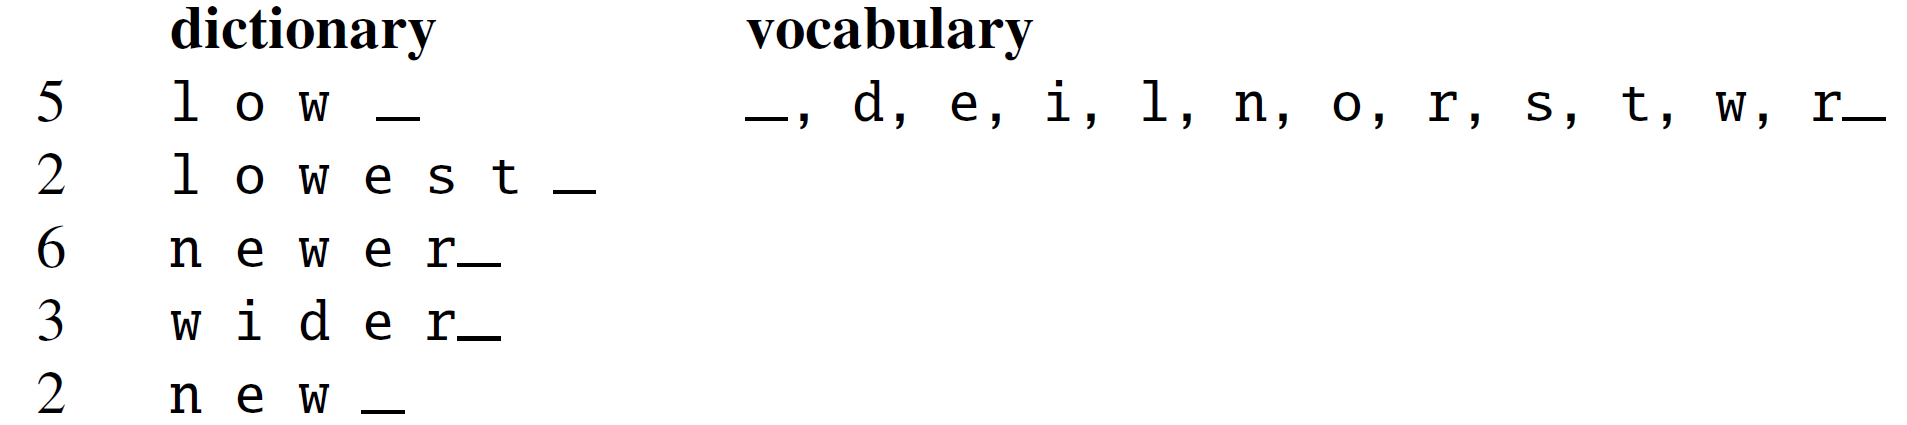 dictionary vocabulary
5 l o w _ _, d, e, i, l, n, o, r, s, t, w, r_
2 l o w e s t _
6 n e w e r_
3 w i d e r_
2 n e w _